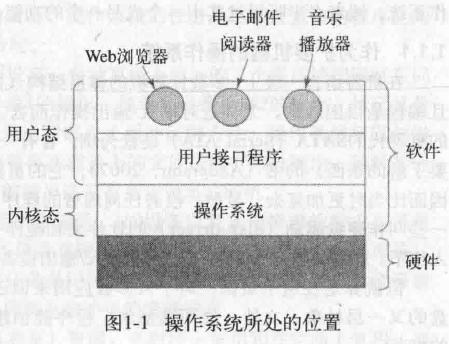 电子邮件
阅读器
音乐
播放器
Web浏览器
用户态
用户接口程序
软件
内核态
操作系统
硬件
图1-1 操作系统所处的位置